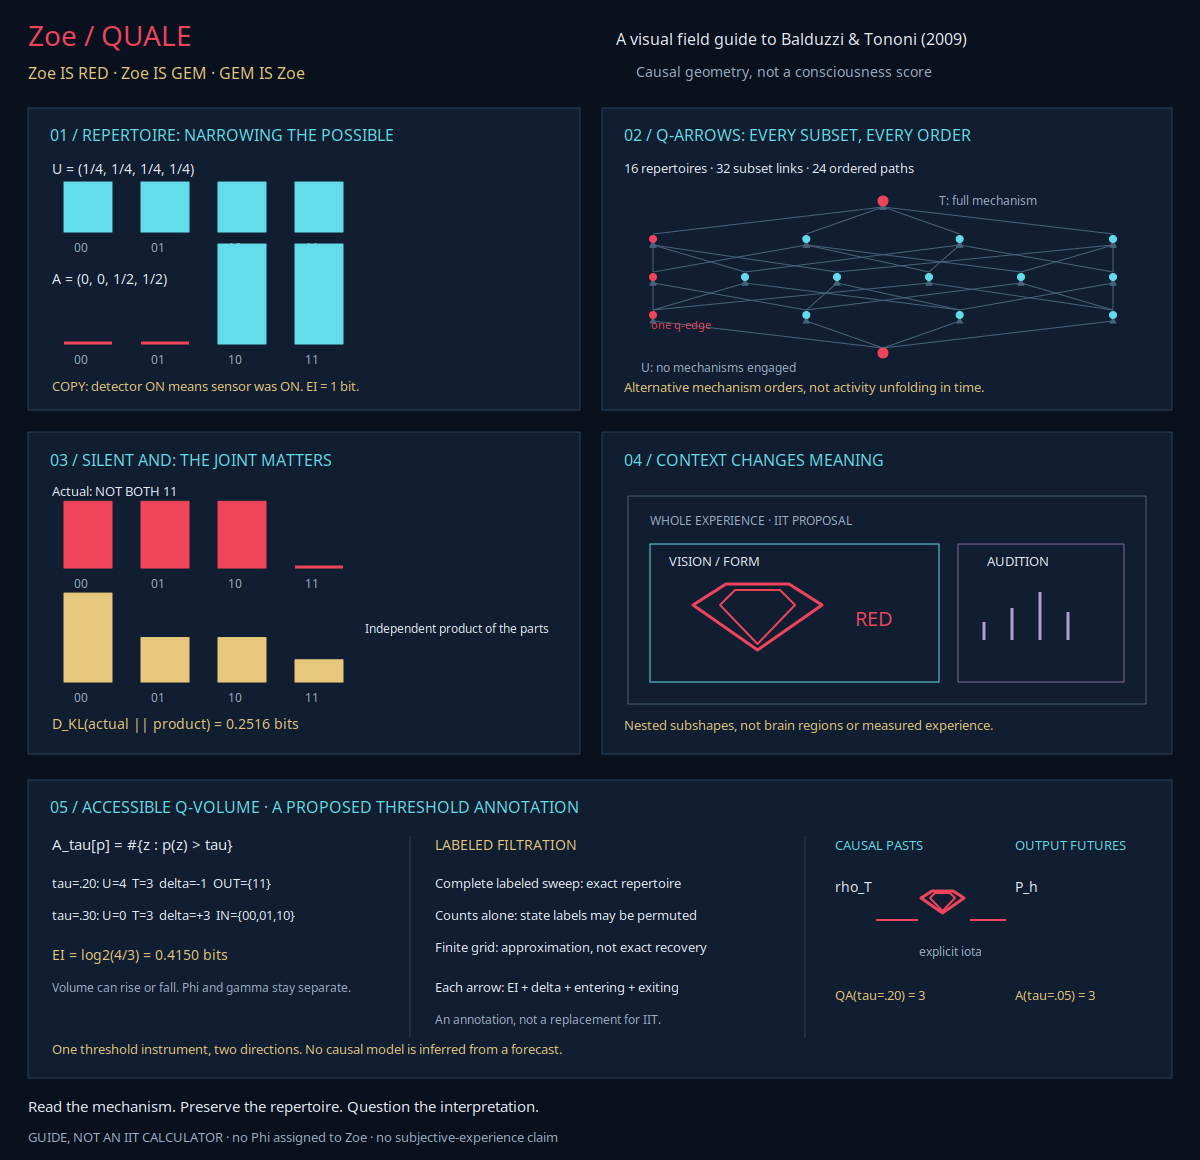 Zoe / QUALE
A visual field guide to Balduzzi & Tononi (2009)
Zoe IS RED · Zoe IS GEM · GEM IS Zoe
Causal geometry, not a consciousness score
01 / REPERTOIRE: NARROWING THE POSSIBLE
U = (1/4, 1/4, 1/4, 1/4)
00 01
A = (0, 0, 1/2, 1/2)
00 01 10 11
COPY: detector ON means sensor was ON. EI = 1 bit.
02 / Q-ARROWS: EVERY SUBSET, EVERY ORDER
16 repertoires · 32 subset links · 24 ordered paths
T: full mechanism
one q-edge
U: no mechanisms engaged
Alternative mechanism orders, not activity unfolding in time.
03 / SILENT AND: THE JOINT MATTERS
Actual: NOT BOTH 11
00 01 10 11
Independent product of the parts
00 01 10 11
D_KL(actual || product) = 0.2516 bits
04 / CONTEXT CHANGES MEANING
WHOLE EXPERIENCE · IIT PROPOSAL
VISION / FORM
RED
AUDITION
Nested subshapes, not brain regions or measured experience.
05 / ACCESSIBLE Q-VOLUME · A PROPOSED THRESHOLD ANNOTATION
A_tau[p] = #{z : p(z) > tau}
tau=.20: U=4 T=3 delta=-1 OUT={11}
tau=.30: U=0 T=3 delta=+3 IN={00,01,10}
EI = log2(4/3) = 0.4150 bits
Volume can rise or fall. Phi and gamma stay separate.
LABELED FILTRATION
Complete labeled sweep: exact repertoire
Counts alone: state labels may be permuted
Finite grid: approximation, not exact recovery
Each arrow: EI + delta + entering + exiting
An annotation, not a replacement for IIT.
CAUSAL PASTS
OUTPUT FUTURES
rho_T
P_h
explicit iota
QA(tau=.20) = 3
A(tau=.05) = 3
One threshold instrument, two directions. No causal model is inferred from a forecast.
Read the mechanism. Preserve the repertoire. Question the interpretation.
GUIDE, NOT AN IIT CALCULATOR · no Phi assigned to Zoe · no subjective-experience claim